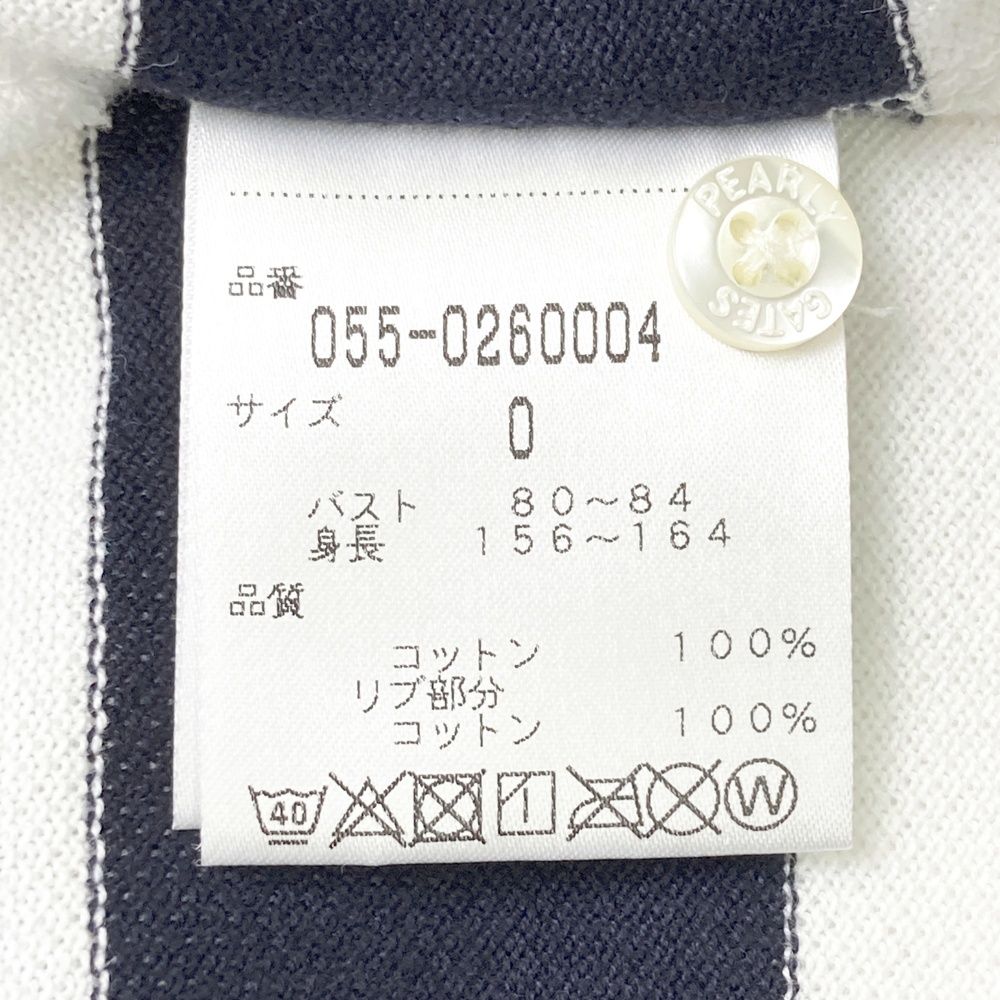 PEARLY
GATES
品番
055-0260004
サイズ 0
バスト 80〜84
身長 156〜164
品質
コットン 100%
リブ部分
コットン 100%
40 W